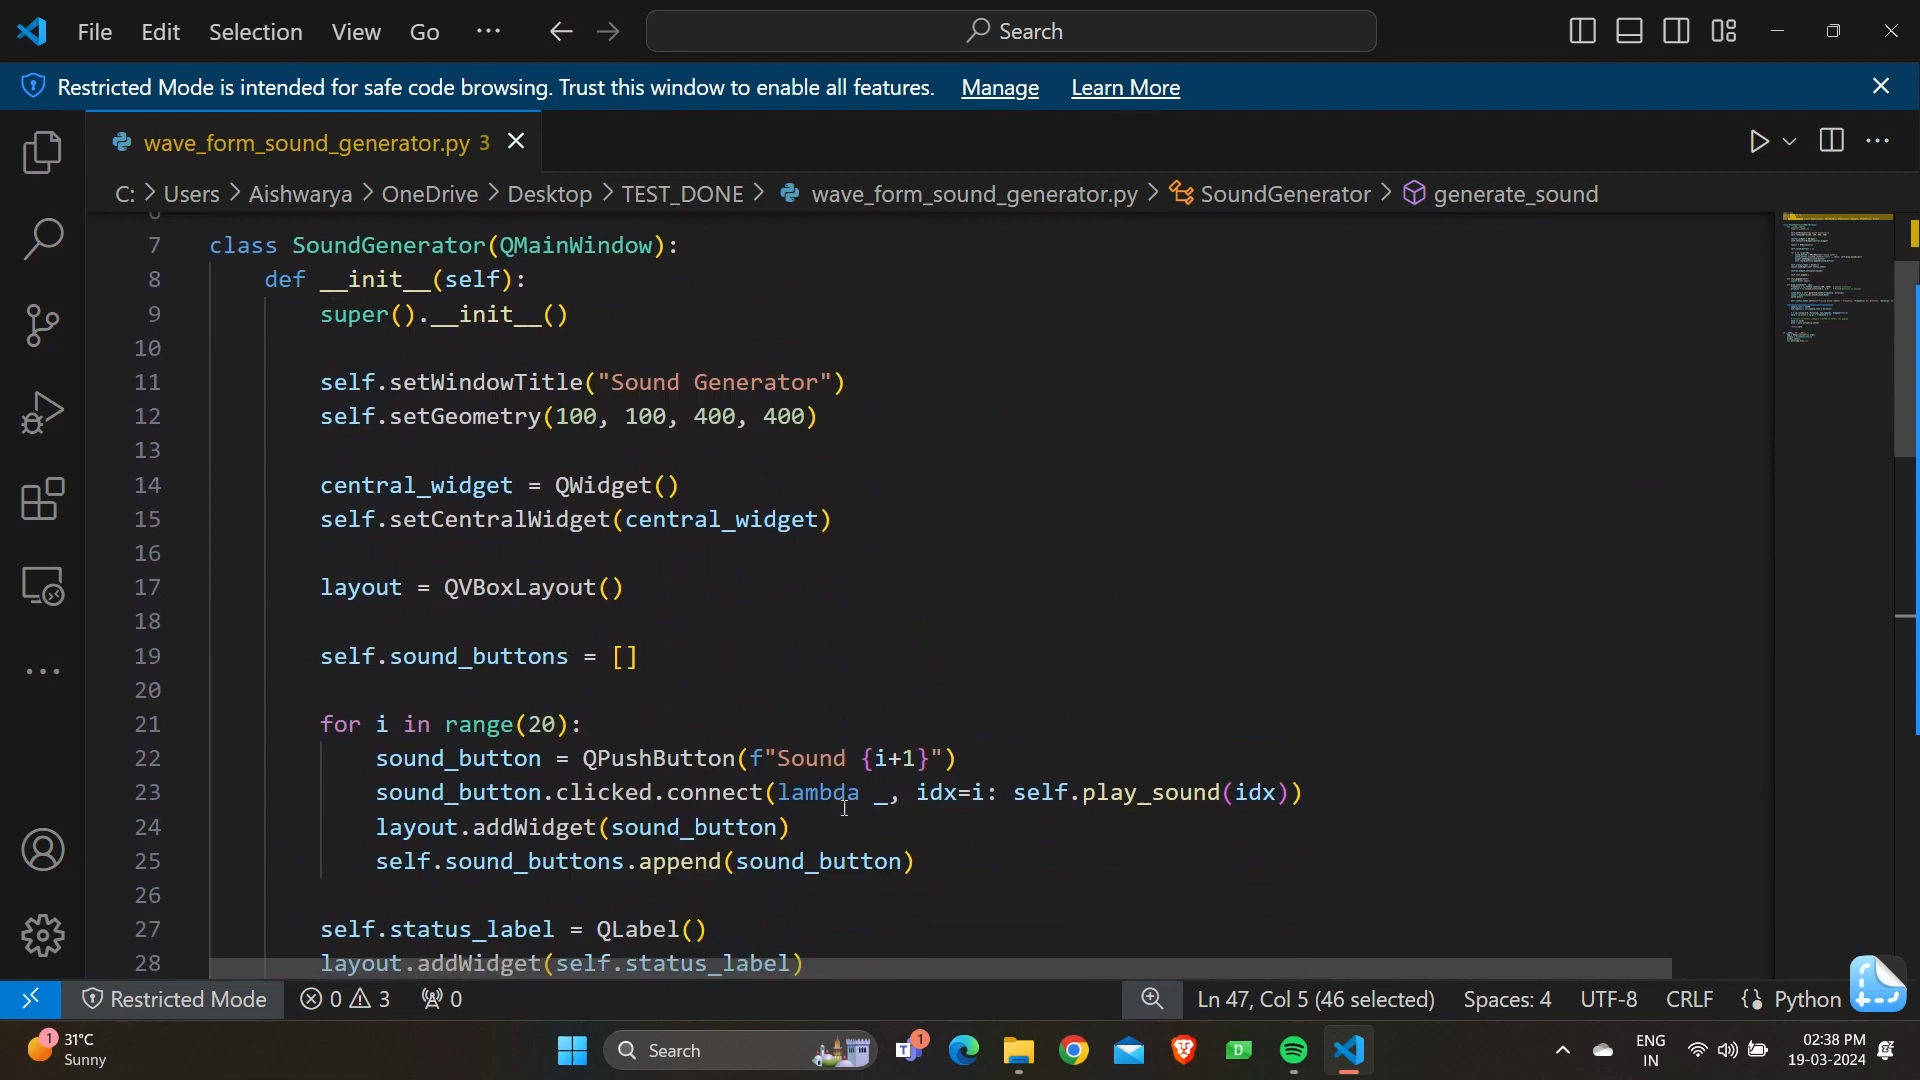 File Edit Selection View Go ··· Search
Restricted Mode is intended for safe code browsing. Trust this window to enable all features. Manage Learn More
wave_form_sound_generator.py 3
C: > Users > Aishwarya > OneDrive > Desktop > TEST_DONE > wave_form_sound_generator.py > SoundGenerator > generate_sound
7 class SoundGenerator(QMainWindow):
8 def __init__(self):
9 super().__init__()
10
11 self.setWindowTitle("Sound Generator")
12 self.setGeometry(100, 100, 400, 400)
13
14 central_widget = QWidget()
15 self.setCentralWidget(central_widget)
16
17 layout = QVBoxLayout()
18
19 self.sound_buttons = []
20
21 for i in range(20):
22 sound_button = QPushButton(f"Sound {i+1}")
23 sound_button.clicked.connect(lambda _, idx=i: self.play_sound(idx))
24 layout.addWidget(sound_button)
25 self.sound_buttons.append(sound_button)
26
27 self.status_label = QLabel()
28 layout.addWidget(self.status_label)
Restricted Mode 0 3 0 Ln 47, Col 5 (46 selected) Spaces: 4 UTF-8 CRLF Python
1 31°C
Sunny
Search
1
D
ENG
IN
02:38 PM
19-03-2024